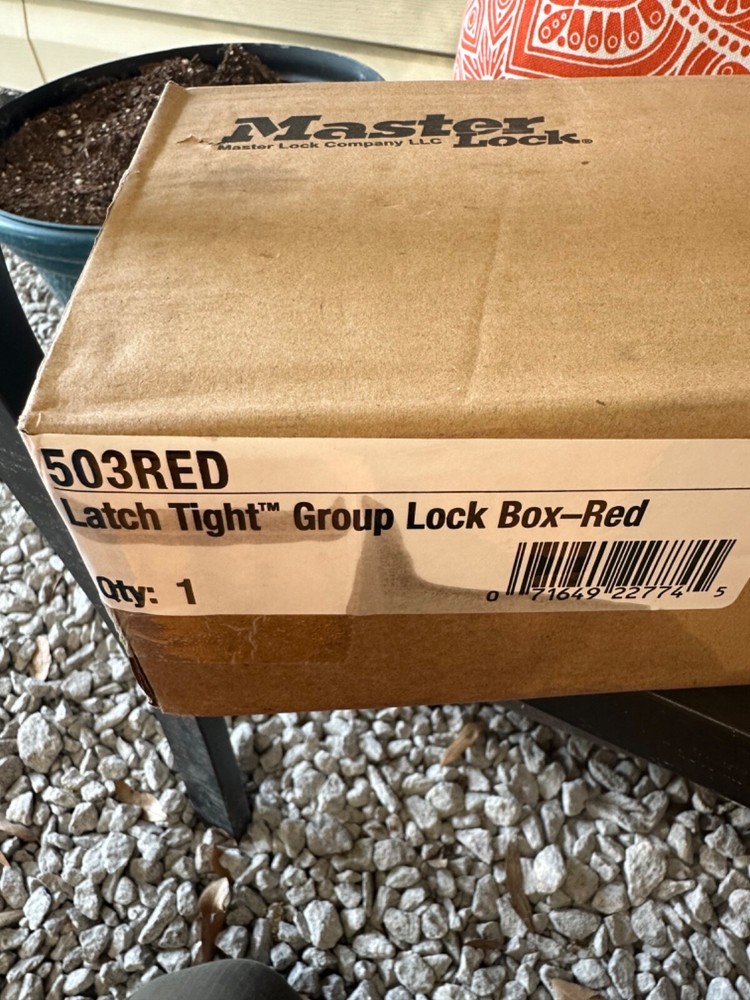 Master
Lock®
Master Lock Company LLC
503RED
Latch Tight™ Group Lock Box–Red
Qty: 1
0 71649 22774 5